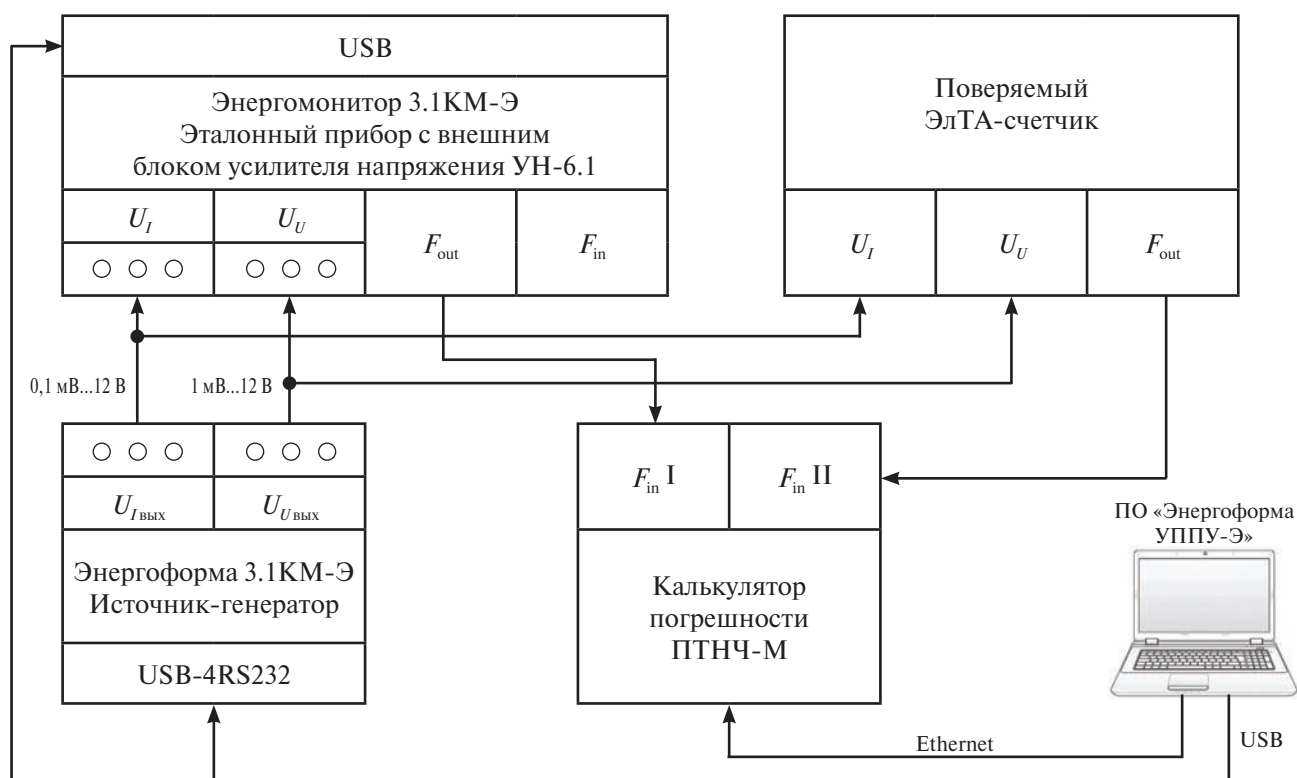 USB
Энергомонитор 3.1КМ-Э
Эталонный прибор с внешним
блоком усилителя напряжения УН-6.1
U_I
U_U
F_out
F_in
Поверяемый
ЭлТА-счетчик
U_I
U_U
F_out
0,1 мВ...12 В
1 мВ...12 В
U_I вых
U_U вых
Энергоформа 3.1КМ-Э
Источник-генератор
USB-4RS232
F_in I
F_in II
Калькулятор
погрешности
ПТНЧ-М
ПО «Энергоформа
УППУ-Э»
Ethernet
USB